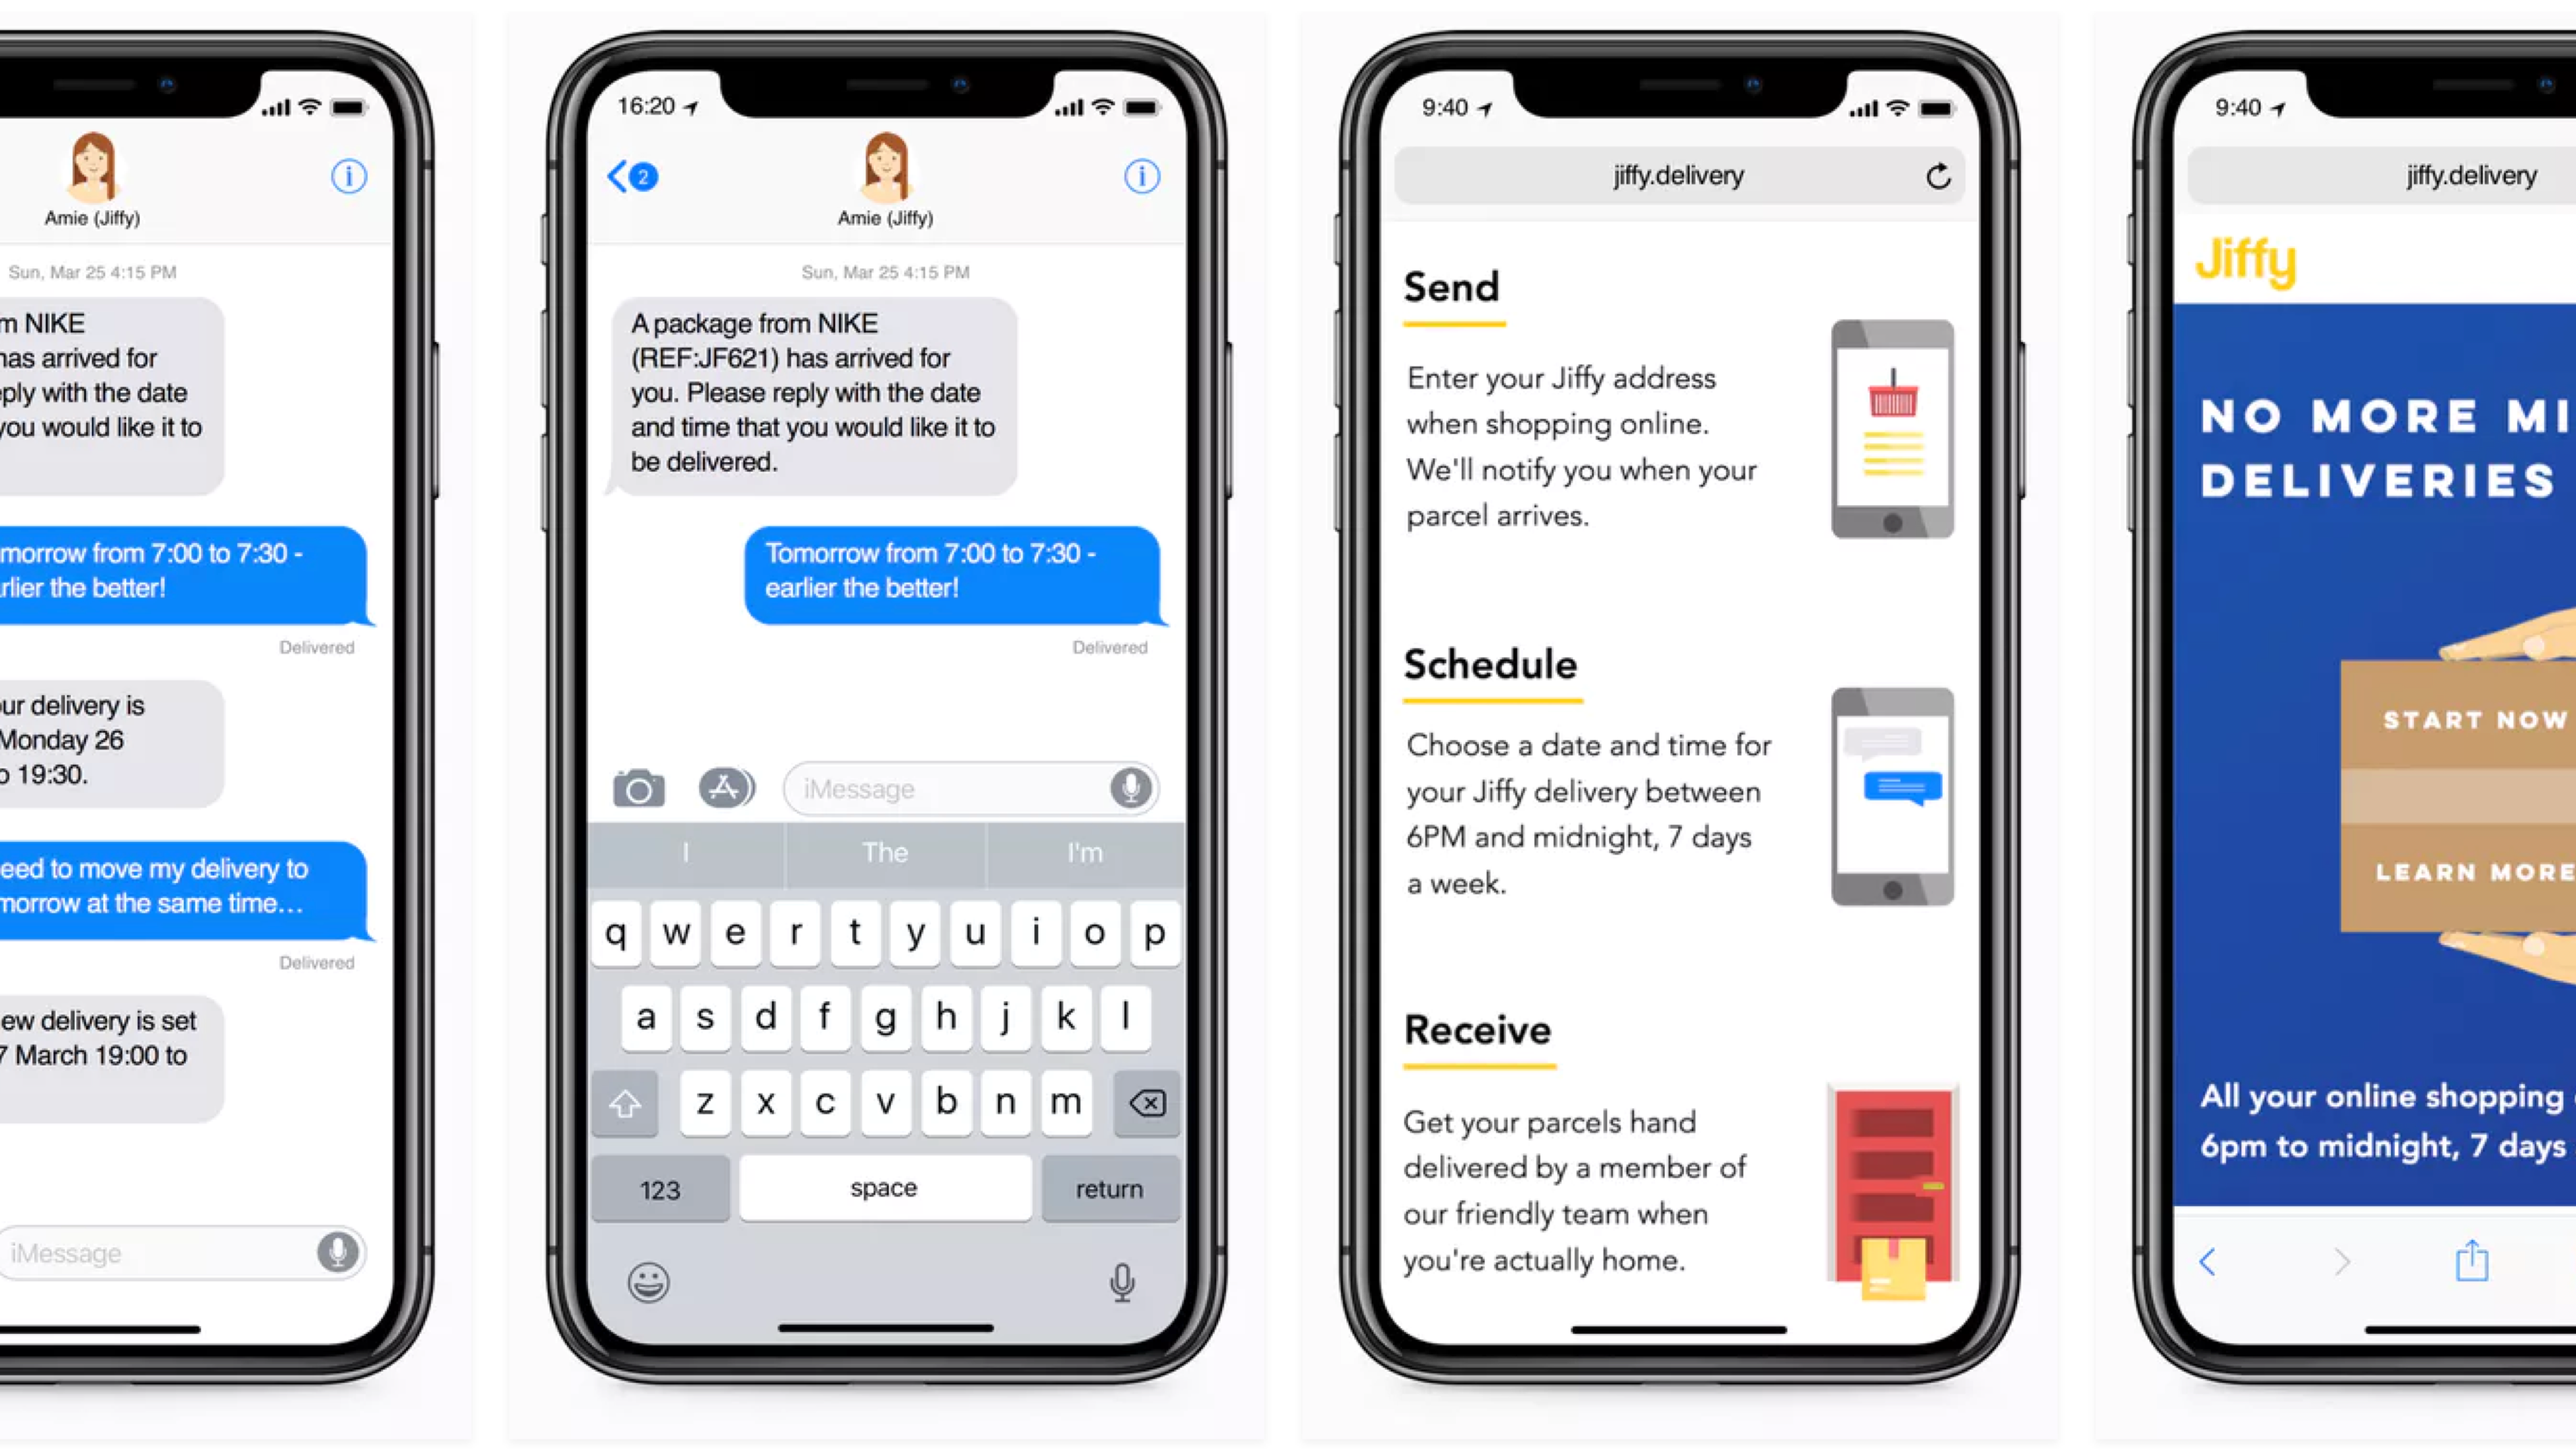 Amie (Jiffy)
Sun, Mar 25 4:15 PM
NIKE
has arrived for
with the date
you would like it to
from 7:00 to 7:30 -
the better!
Delivered
delivery is
Monday 26
19:30.
to move my delivery to
at the same time...
Delivered
delivery is set
March 19:00 to
iMessage
16:20
2
Amie (Jiffy)
Sun, Mar 25 4:15 PM
A package from NIKE
(REF:JF621) has arrived for
you. Please reply with the date
and time that you would like it to
be delivered.
Tomorrow from 7:00 to 7:30 -
earlier the better!
Delivered
iMessage
I The I'm
q w e r t y u i o p
a s d f g h j k l
z x c v b n m
123 space return
9:40
jiffy.delivery
Send
Enter your Jiffy address
when shopping online.
We'll notify you when your
parcel arrives.
Schedule
Choose a date and time for
your Jiffy delivery between
6PM and midnight, 7 days
a week.
Receive
Get your parcels hand
delivered by a member of
our friendly team when
you're actually home.
9:40
jiffy.delivery
Jiffy
NO MORE MI
DELIVERIES
START NOW
LEARN MORE
All your online shopping
6pm to midnight, 7 days